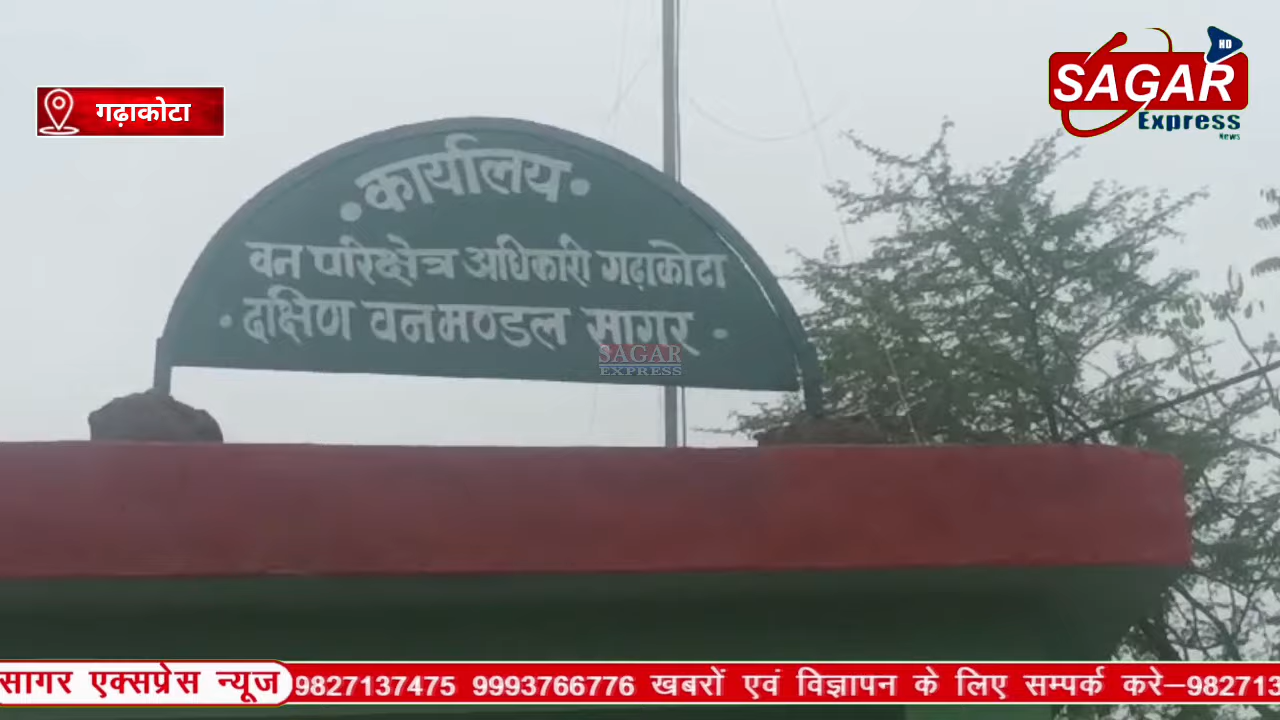 SAGAR
HD
Express
News
गढ़ाकोटा
कार्यालय
वन परिक्षेत्र अधिकारी गढ़ाकोटा
दक्षिण वनमण्डल सागर
SAGAR
EXPRESS
सागर एक्सप्रेस न्यूज
9827137475 9993766776 खबरों एवं विज्ञापन के लिए सम्पर्क करे–982713